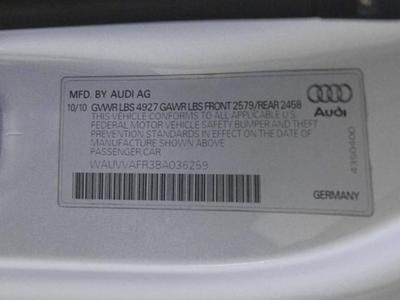 MFD. BY AUDI AG
10/10 GVWR LBS 4927 GAWR LBS FRONT 2579/REAR 2458
THIS VEHICLE CONFORMS TO ALL APPLICABLE U.S.
FEDERAL MOTOR VEHICLE SAFETY BUMPER AND THEFT
PREVENTION STANDARDS IN EFFECT ON THE DATE
OF MANUFACTURE SHOWN ABOVE
PASSENGER CAR
WAUVVAFR3BA036259
Audi
4350400
GERMANY